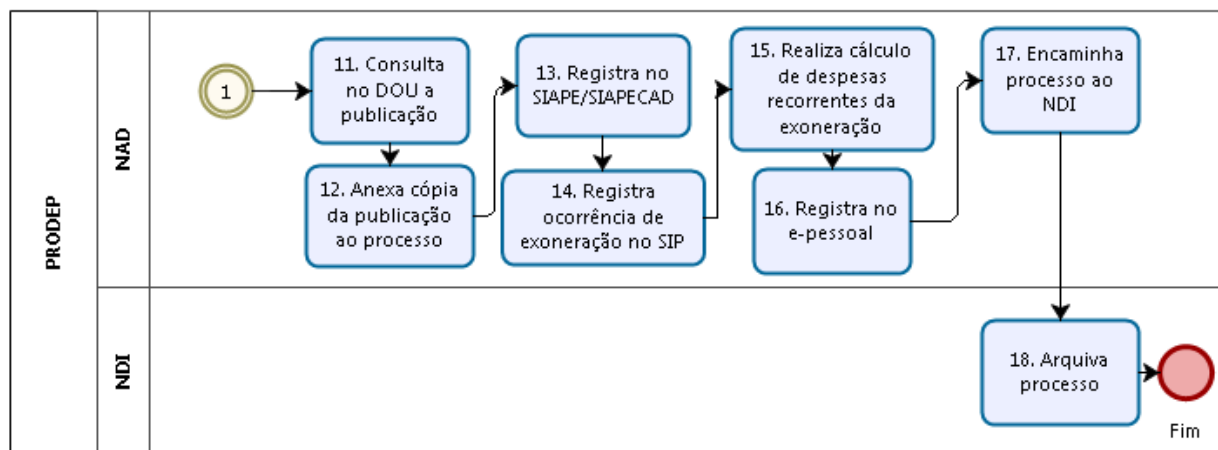 PRODEP
NAD
1
11. Consulta
no DOU a
publicação
12. Anexa cópia
da publicação
ao processo
13. Registra no
SIAPE/SIAPECAD
14. Registra
ocorrência de
exoneração no SIP
15. Realiza cálculo
de despesas
recorrentes da
exoneração
16. Registra no
e-pessoal
17. Encaminha
processo ao
NDI
NDI
18. Arquiva
processo
Fim